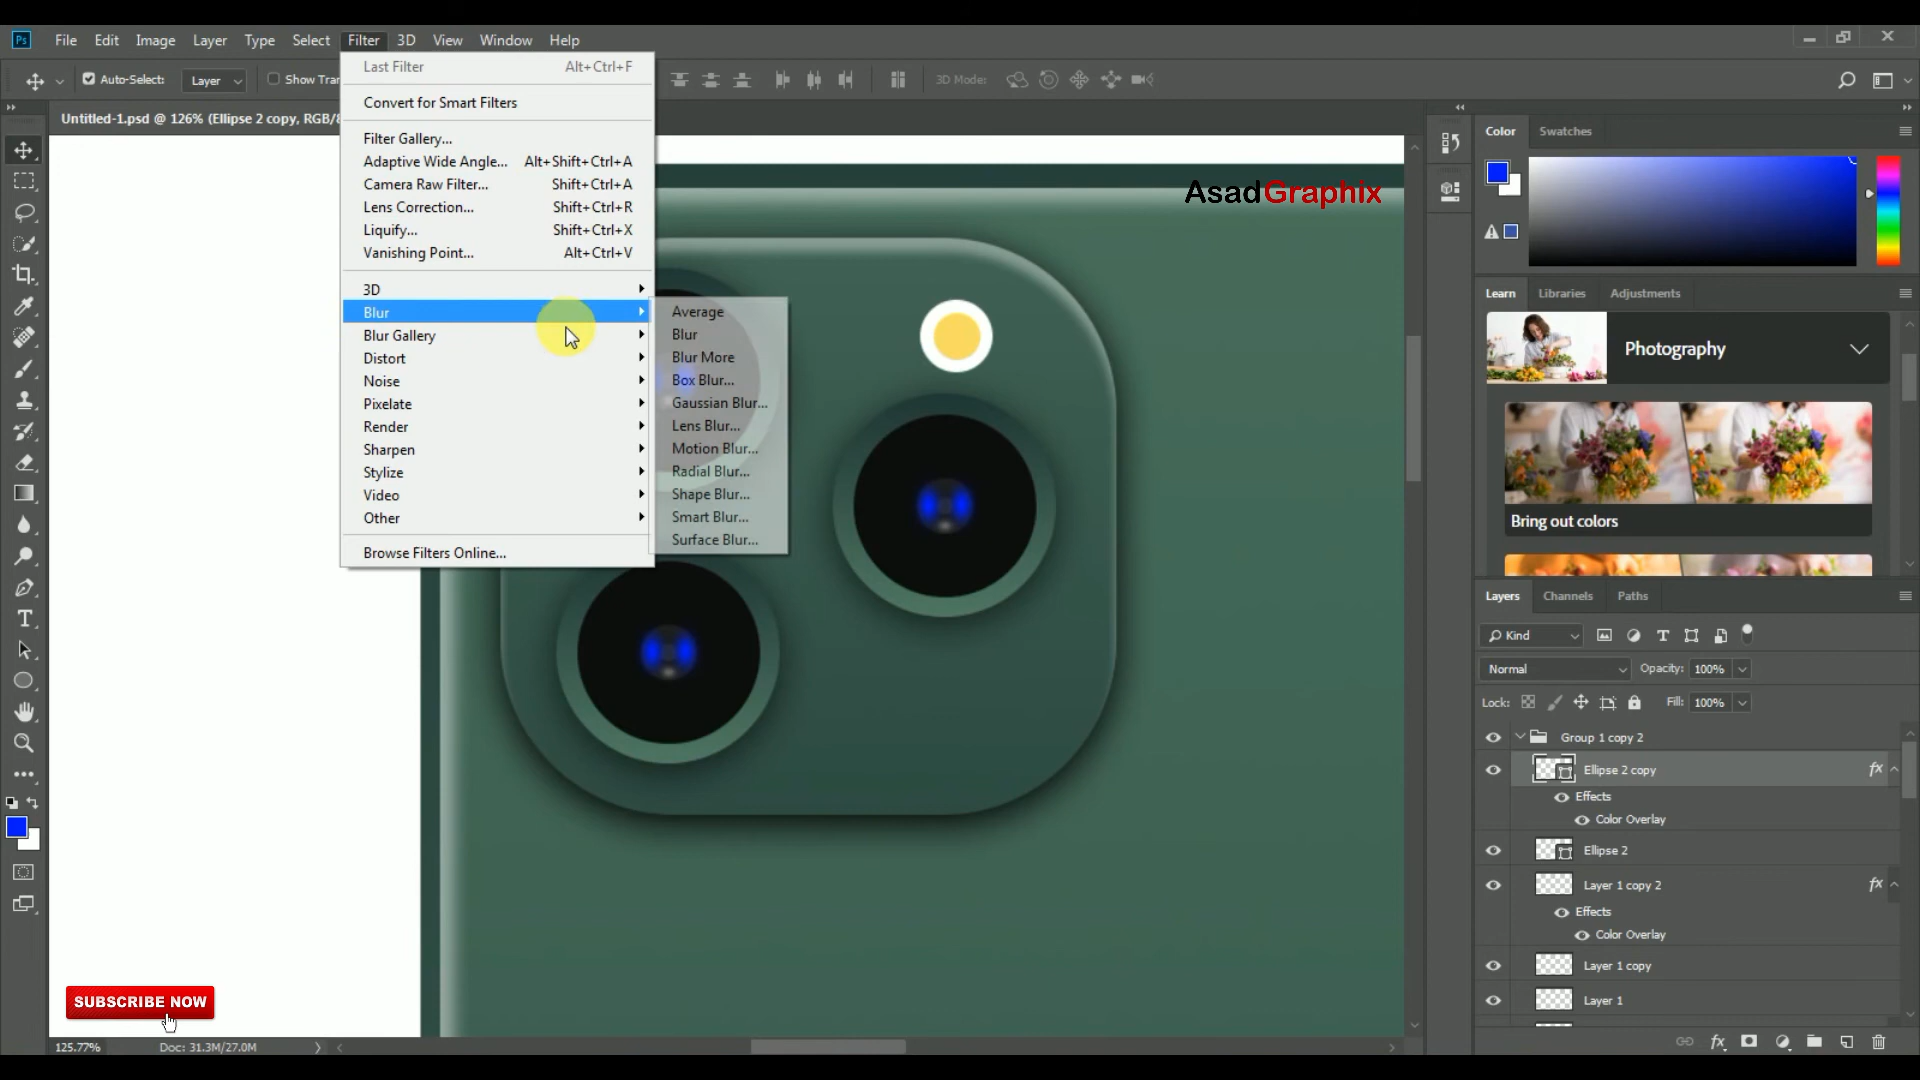 Ps File Edit Image Layer Type Select Filter 3D View Window Help
Auto-Select: Layer Show Tra 3D Mode:
Untitled-1.psd @ 126% (Ellipse 2 copy, RGB/8
Last Filter Alt+Ctrl+F
Convert for Smart Filters
Filter Gallery...
Adaptive Wide Angle... Alt+Shift+Ctrl+A
Camera Raw Filter... Shift+Ctrl+A
Lens Correction... Shift+Ctrl+R
Liquify... Shift+Ctrl+X
Vanishing Point... Alt+Ctrl+V
3D
Blur
Blur Gallery
Distort
Noise
Pixelate
Render
Sharpen
Stylize
Video
Other
Browse Filters Online...
Average
Blur
Blur More
Box Blur...
Gaussian Blur...
Lens Blur...
Motion Blur...
Radial Blur...
Shape Blur...
Smart Blur...
Surface Blur...
AsadGraphix
Color Swatches
Learn Libraries Adjustments
Photography
Bring out colors
Layers Channels Paths
Kind
Normal Opacity: 100%
Lock: Fill: 100%
Group 1 copy 2
Ellipse 2 copy fx
Effects
Color Overlay
Ellipse 2
Layer 1 copy 2 fx
Effects
Color Overlay
Layer 1 copy
Layer 1
fx
SUBSCRIBE NOW
125.77% Doc: 31.3M/27.0M